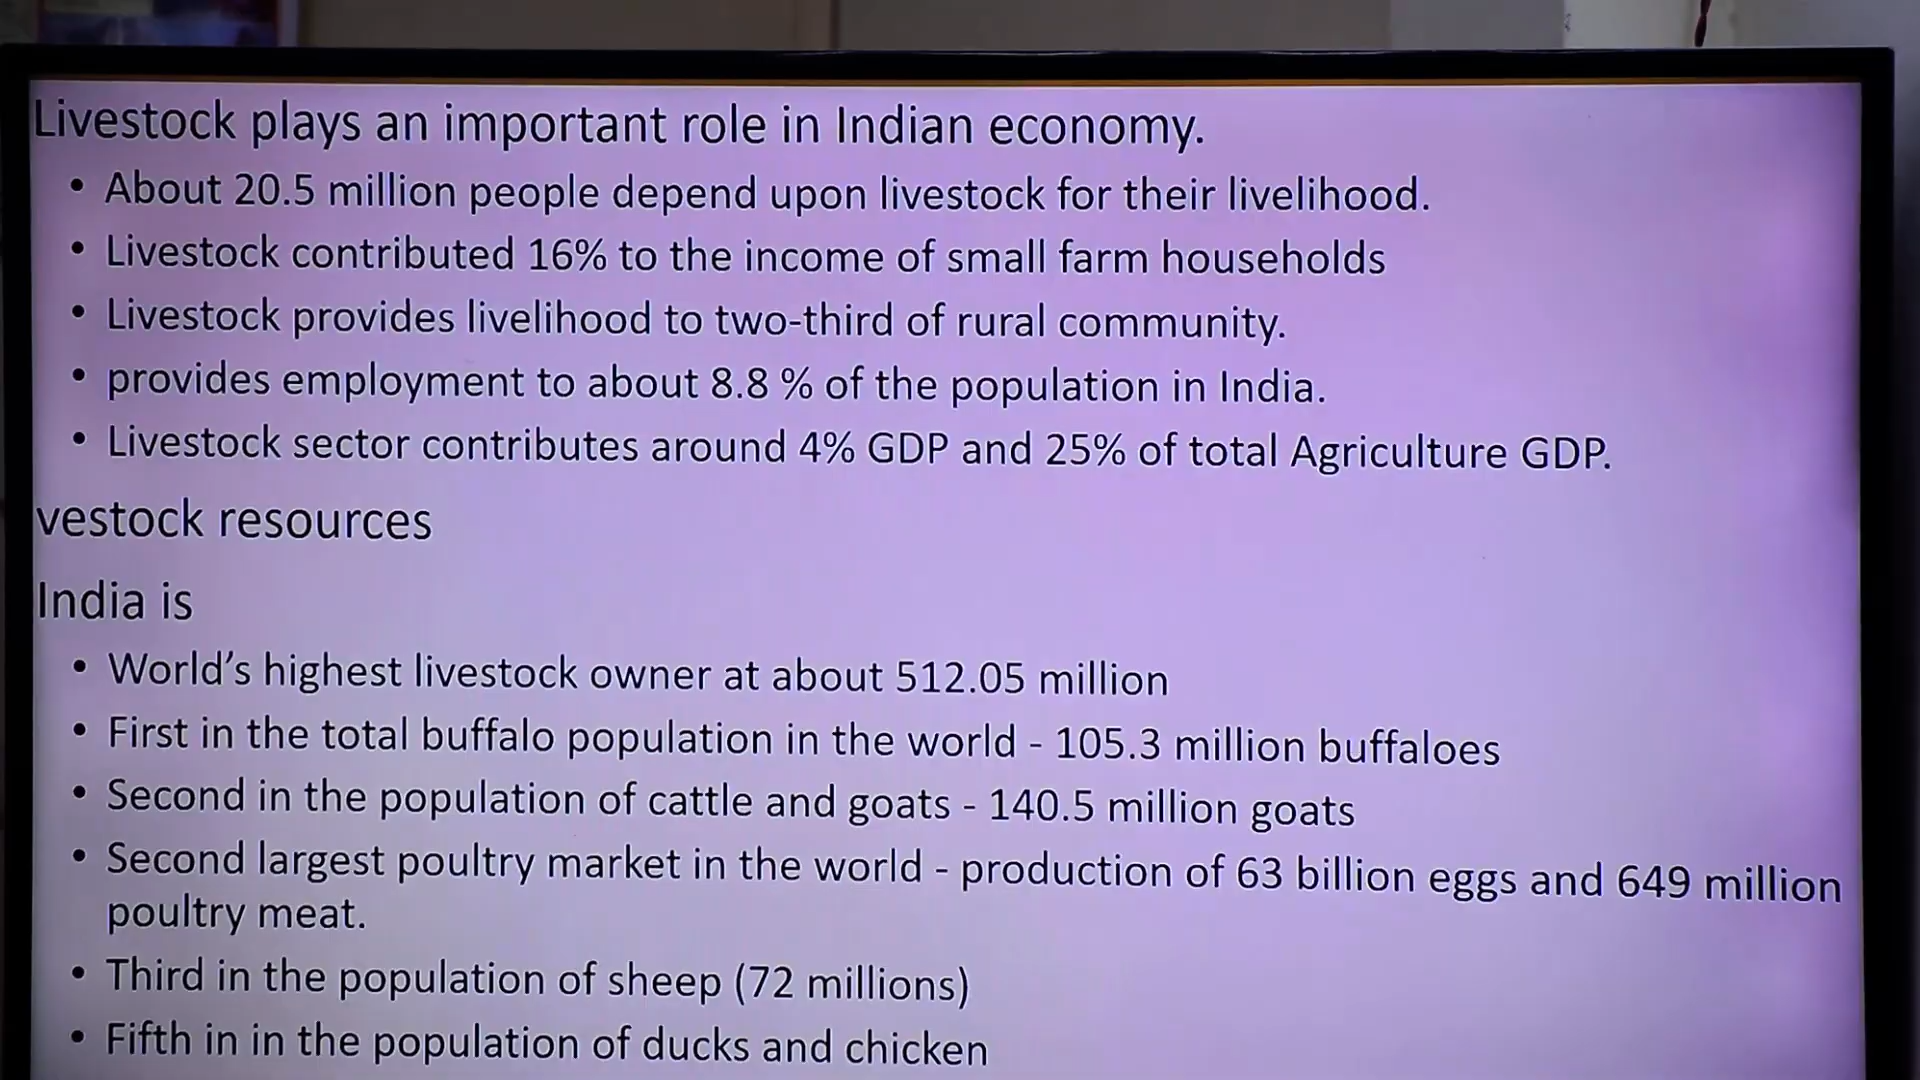 Livestock plays an important role in Indian economy.
• About 20.5 million people depend upon livestock for their livelihood.
• Livestock contributed 16% to the income of small farm households
• Livestock provides livelihood to two-third of rural community.
• provides employment to about 8.8 % of the population in India.
• Livestock sector contributes around 4% GDP and 25% of total Agriculture GDP.
vestock resources
India is
• World's highest livestock owner at about 512.05 million
• First in the total buffalo population in the world - 105.3 million buffaloes
• Second in the population of cattle and goats - 140.5 million goats
• Second largest poultry market in the world - production of 63 billion eggs and 649 million
poultry meat.
• Third in the population of sheep (72 millions)
• Fifth in in the population of ducks and chicken